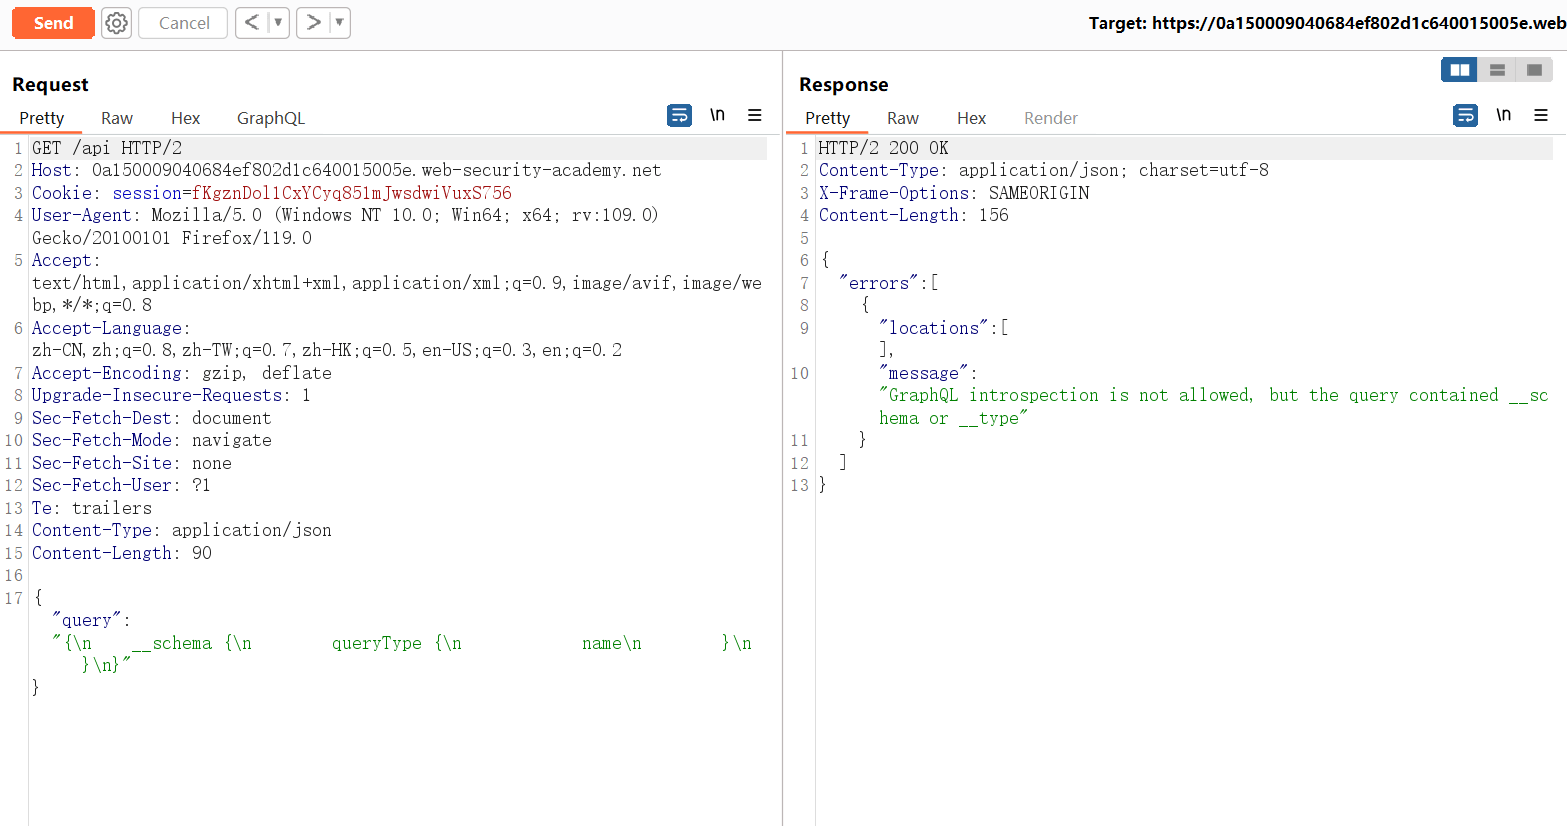 Send
Cancel
< ▼
> ▼
Target: https://0a150009040684ef802d1c640015005e.web
Request
Pretty Raw Hex GraphQL
\n
1 GET /api HTTP/2
2 Host: 0a150009040684ef802d1c640015005e.web-security-academy.net
3 Cookie: session=fKgznDol1CxYCyq851mJwsdwiVuxS756
4 User-Agent: Mozilla/5.0 (Windows NT 10.0; Win64; x64; rv:109.0)
Gecko/20100101 Firefox/119.0
5 Accept:
text/html,application/xhtml+xml,application/xml;q=0.9,image/avif,image/we
bp,*/*;q=0.8
6 Accept-Language:
zh-CN,zh;q=0.8,zh-TW;q=0.7,zh-HK;q=0.5,en-US;q=0.3,en;q=0.2
7 Accept-Encoding: gzip, deflate
8 Upgrade-Insecure-Requests: 1
9 Sec-Fetch-Dest: document
10 Sec-Fetch-Mode: navigate
11 Sec-Fetch-Site: none
12 Sec-Fetch-User: ?1
13 Te: trailers
14 Content-Type: application/json
15 Content-Length: 90
16
17 {
"query":
"{\n    __schema {\n        queryType {\n            name\n        }\n
}\n}"
}
Response
Pretty Raw Hex Render
\n
1 HTTP/2 200 OK
2 Content-Type: application/json; charset=utf-8
3 X-Frame-Options: SAMEORIGIN
4 Content-Length: 156
5
6 {
7 "errors":[
8 {
9 "locations":[
],
10 "message":
"GraphQL introspection is not allowed, but the query contained __sc
hema or __type"
11 }
12 ]
13 }